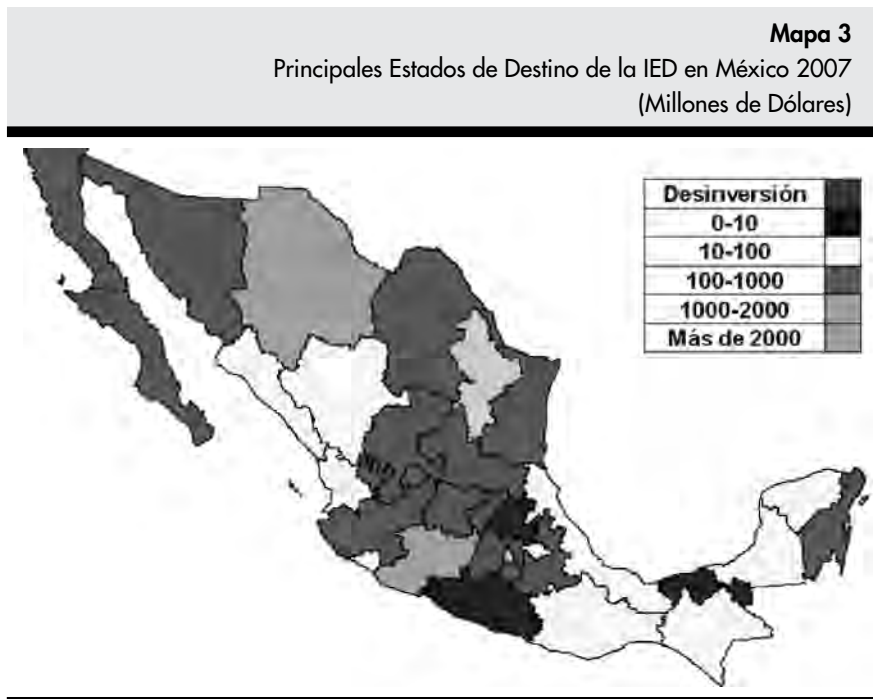 Mapa 3
Principales Estados de Destino de la IED en México 2007
(Millones de Dólares)
Desinversión
0-10
10-100
100-1000
1000-2000
Más de 2000